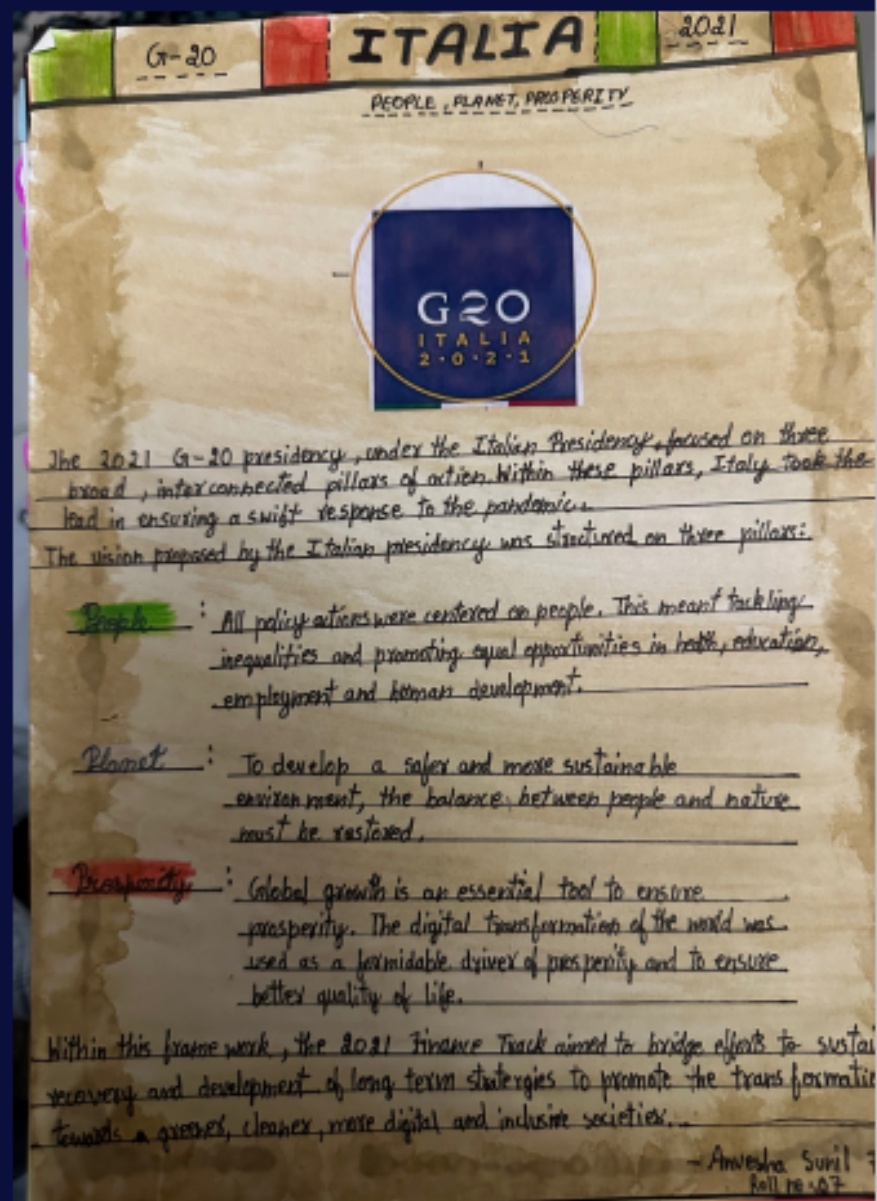 G-20
ITALIA
2021
PEOPLE, PLANET, PROSPERITY
G20
ITALIA
2·0·2·1
The 2021 G-20 presidency, under the Italian Presidency, focused on three
broad, interconnected pillars of action. Within these pillars, Italy took the
lead in ensuring a swift response to the pandemic.
The vision proposed by the Italian presidency was structured on three pillars:
People : All policy actions were centered on people. This meant tackling
inequalities and promoting equal opportunities in health, education,
employment and human development.
Planet : To develop a safer and more sustainable
environment, the balance between people and nature
must be restored.
Prosperity : Global growth is an essential tool to ensure
prosperity. The digital transformation of the world was
used as a formidable driver of prosperity and to ensure
better quality of life.
Within this frame work, the 2021 Finance Track aimed to bridge efforts to sustai
recovery and development of long term stratergies to promote the transformatio
towards a greener, cleaner, more digital and inclusive societies...
- Anvesha Sunil 7
Roll no:07